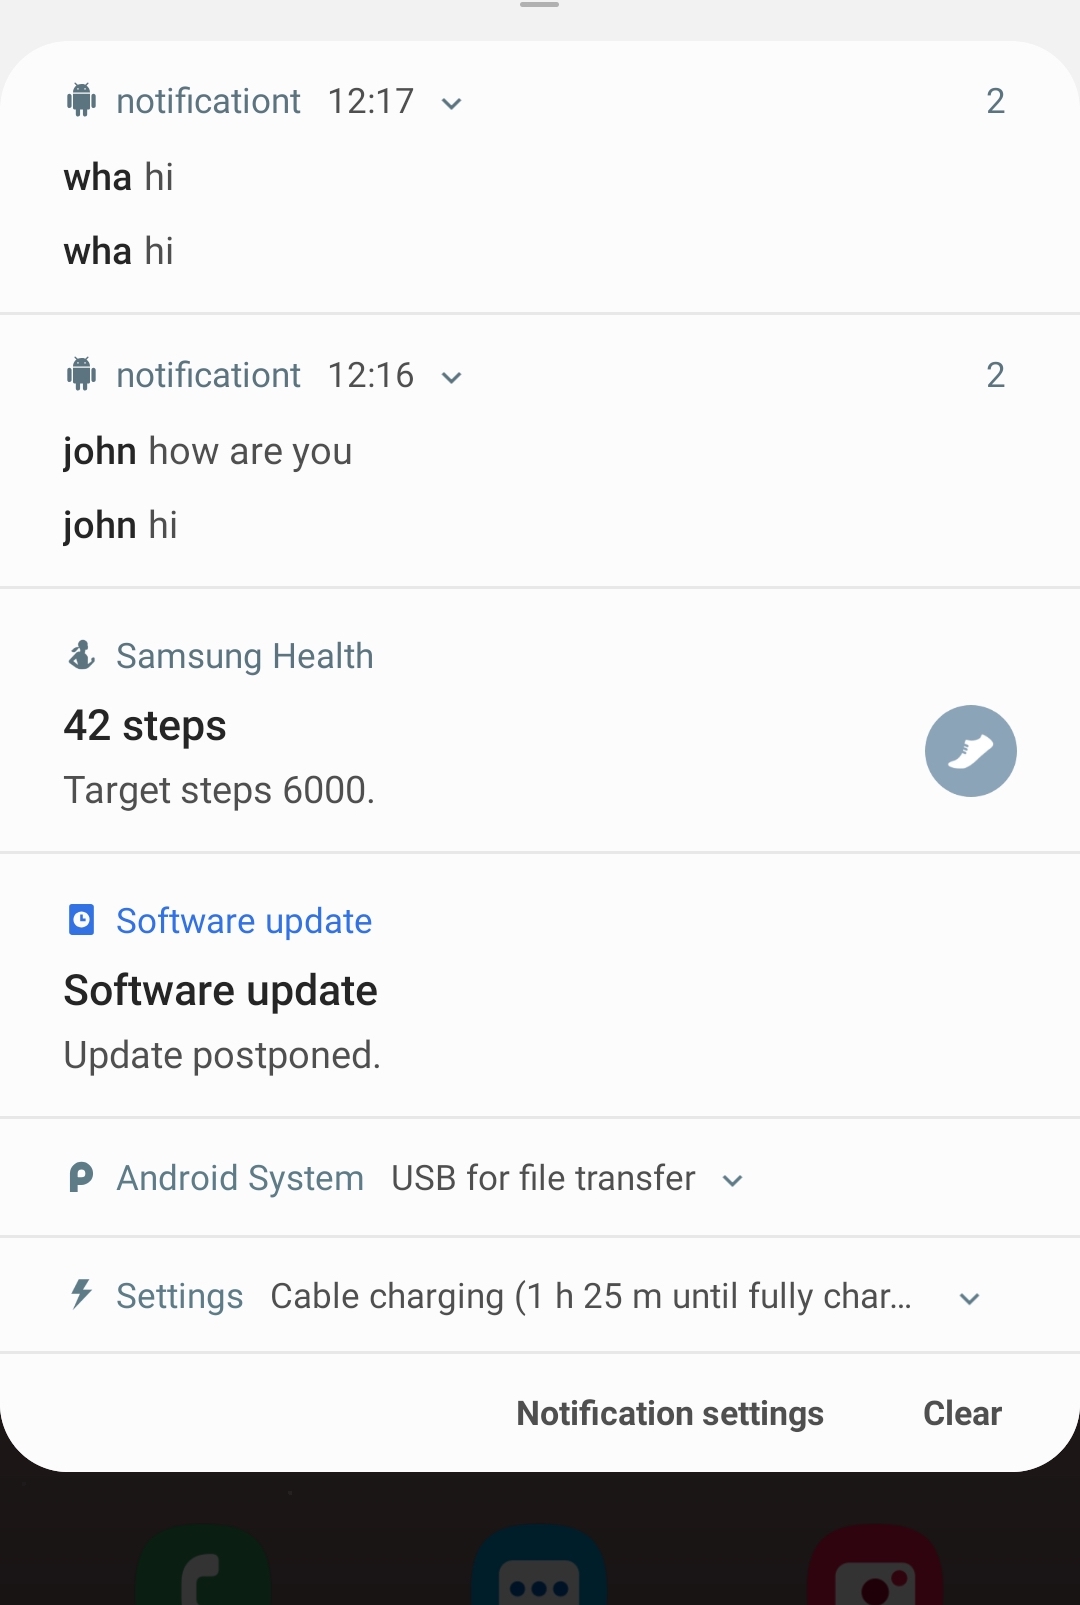 notificationt 12:17 2
wha hi
wha hi
notificationt 12:16 2
john how are you
john hi
Samsung Health
42 steps
Target steps 6000.
Software update
Software update
Update postponed.
Android System USB for file transfer
Settings Cable charging (1 h 25 m until fully char...
Notification settings Clear